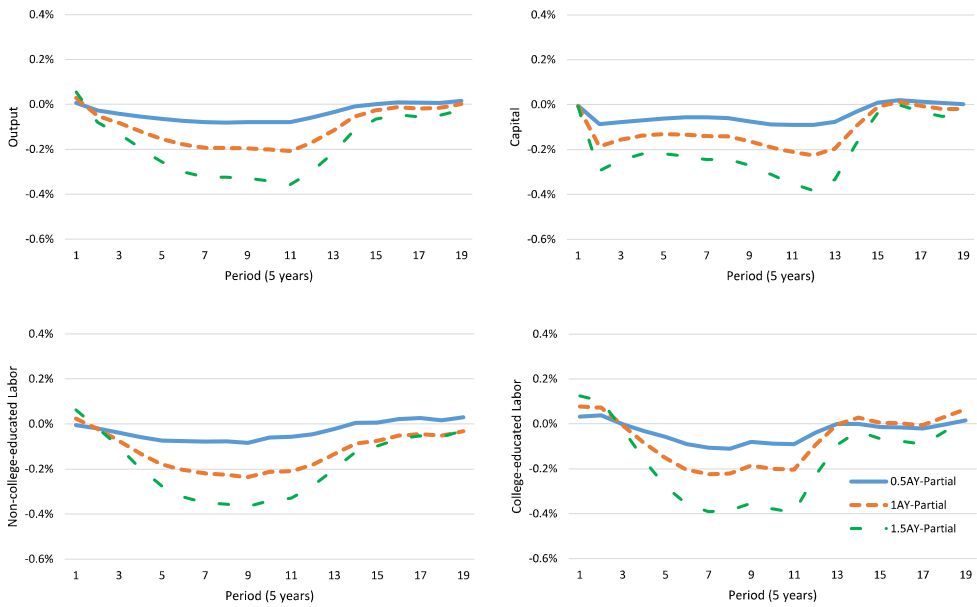 0.4%
0.2%
0.0%
-0.2%
-0.4%
-0.6%
Output
1 3 5 7 9 11 13 15 17 19
Period (5 years)
0.4%
0.2%
0.0%
-0.2%
-0.4%
-0.6%
Capital
1 3 5 7 9 11 13 15 17 19
Period (5 years)
0.4%
0.2%
0.0%
-0.2%
-0.4%
-0.6%
Non-college-educated Labor
1 3 5 7 9 11 13 15 17 19
Period (5 years)
0.4%
0.2%
0.0%
-0.2%
-0.4%
-0.6%
College-educated Labor
0.5AY-Partial
1AY-Partial
1.5AY-Partial
1 3 5 7 9 11 13 15 17 19
Period (5 years)